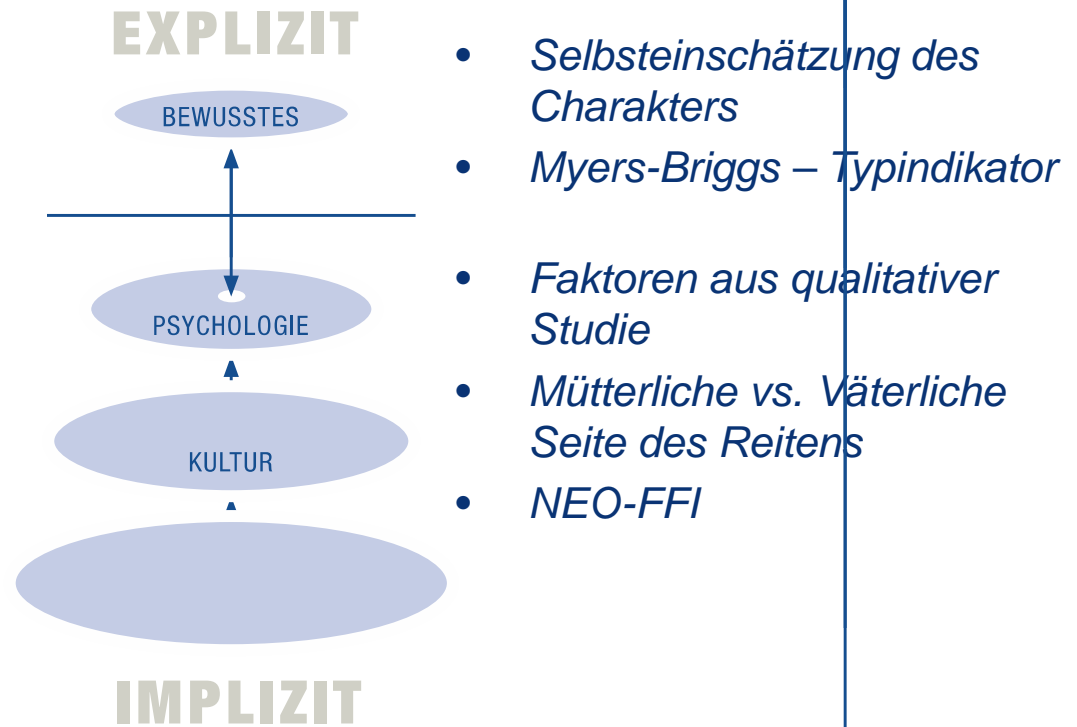 EXPLIZIT
BEWUSSTES
PSYCHOLOGIE
KULTUR
IMPLIZIT
• Selbsteinschätzung des
Charakters
• Myers-Briggs – Typindikator
• Faktoren aus qualitativer
Studie
• Mütterliche vs. Väterliche
Seite des Reitens
• NEO-FFI